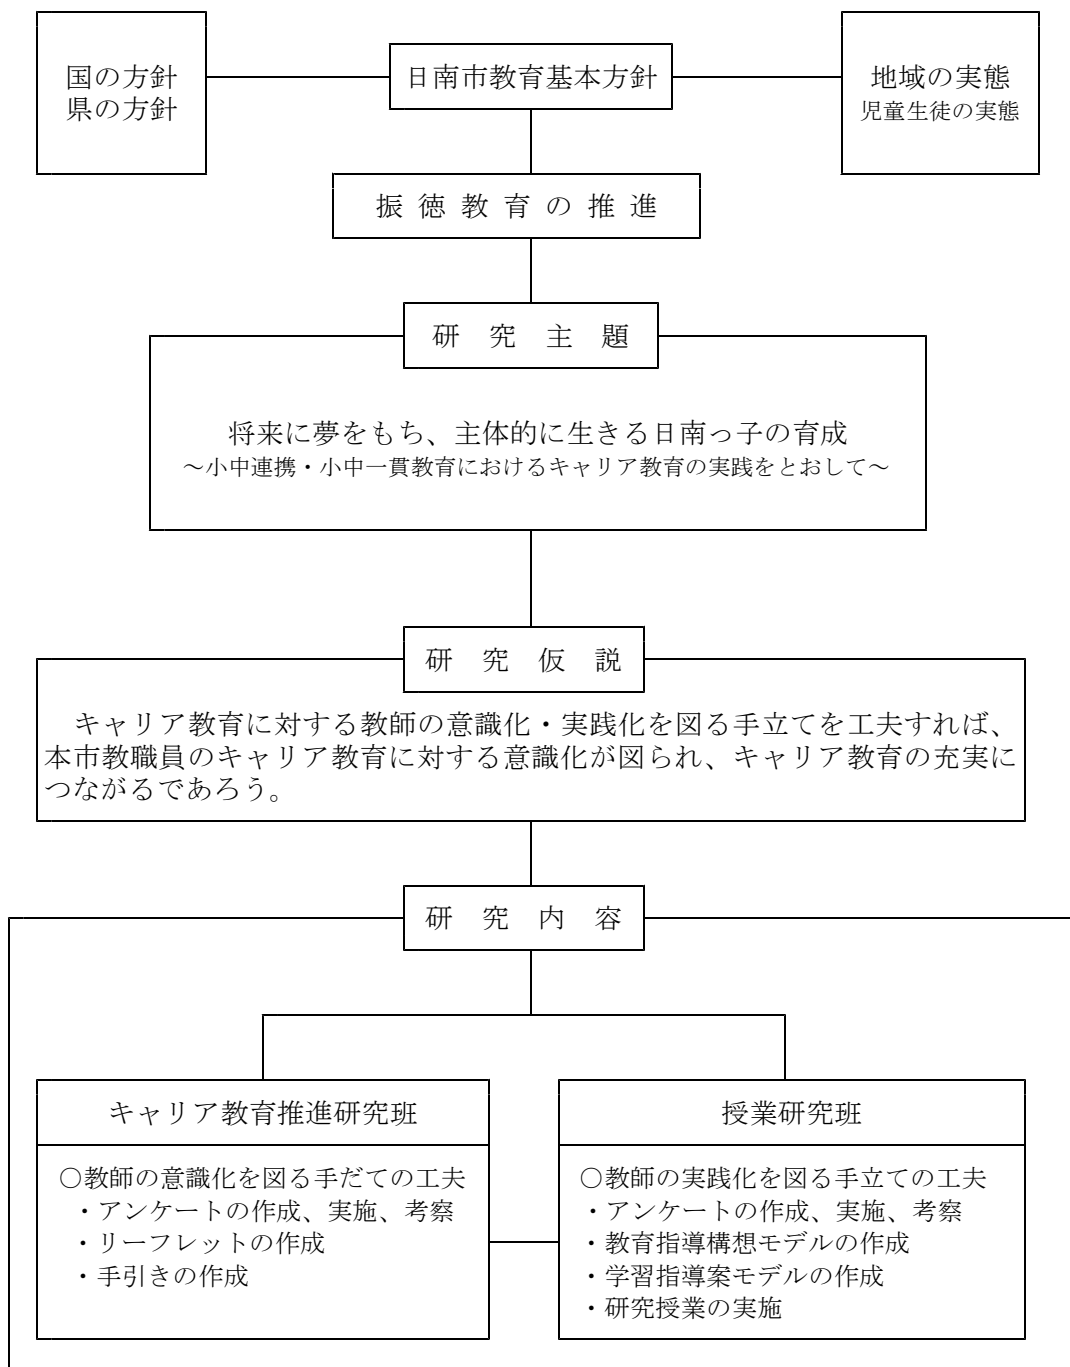 国の方針
県の方針
日南市教育基本方針
地域の実態
児童生徒の実態
振徳教育の推進
研究主題
将来に夢をもち、主体的に生きる日南っ子の育成
～小中連携・小中一貫教育におけるキャリア教育の実践をとおして～
研究仮説
キャリア教育に対する教師の意識化・実践化を図る手立てを工夫すれば、
本市教職員のキャリア教育に対する意識化が図られ、キャリア教育の充実に
つながるであろう。
研究内容
キャリア教育推進研究班
○教師の意識化を図る手だての工夫
・アンケートの作成、実施、考察
・リーフレットの作成
・手引きの作成
授業研究班
○教師の実践化を図る手立ての工夫
・アンケートの作成、実施、考察
・教育指導構想モデルの作成
・学習指導案モデルの作成
・研究授業の実施